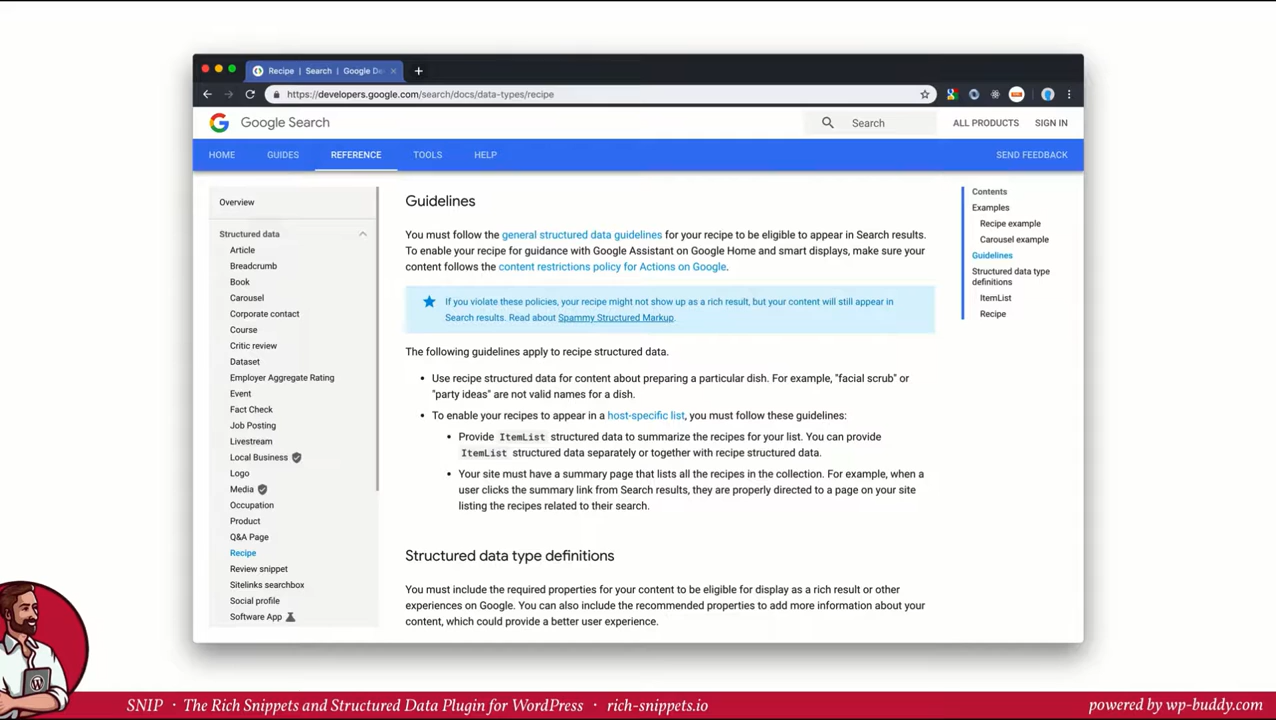 Recipe | Search | Google De
https://developers.google.com/search/docs/data-types/recipe
Google Search
Search
ALL PRODUCTS
SIGN IN
HOME
GUIDES
REFERENCE
TOOLS
HELP
SEND FEEDBACK
Overview
Structured data
Article
Breadcrumb
Book
Carousel
Corporate contact
Course
Critic review
Dataset
Employer Aggregate Rating
Event
Fact Check
Job Posting
Livestream
Local Business
Logo
Media
Occupation
Product
Q&A Page
Recipe
Review snippet
Sitelinks searchbox
Social profile
Software App
Guidelines
You must follow the general structured data guidelines for your recipe to be eligible to appear in Search results.
To enable your recipe for guidance with Google Assistant on Google Home and smart displays, make sure your
content follows the content restrictions policy for Actions on Google.
If you violate these policies, your recipe might not show up as a rich result, but your content will still appear in
Search results. Read about Spammy Structured Markup.
The following guidelines apply to recipe structured data.
• Use recipe structured data for content about preparing a particular dish. For example, "facial scrub" or
"party ideas" are not valid names for a dish.
• To enable your recipes to appear in a host-specific list, you must follow these guidelines:
• Provide ItemList structured data to summarize the recipes for your list. You can provide
ItemList structured data separately or together with recipe structured data.
• Your site must have a summary page that lists all the recipes in the collection. For example, when a
user clicks the summary link from Search results, they are properly directed to a page on your site
listing the recipes related to their search.
Structured data type definitions
You must include the required properties for your content to be eligible for display as a rich result or other
experiences on Google. You can also include the recommended properties to add more information about your
content, which could provide a better user experience.
Contents
Examples
Recipe example
Carousel example
Guidelines
Structured data type
definitions
ItemList
Recipe
SNIP · The Rich Snippets and Structured Data Plugin for WordPress · rich-snippets.io
powered by wp-buddy.com